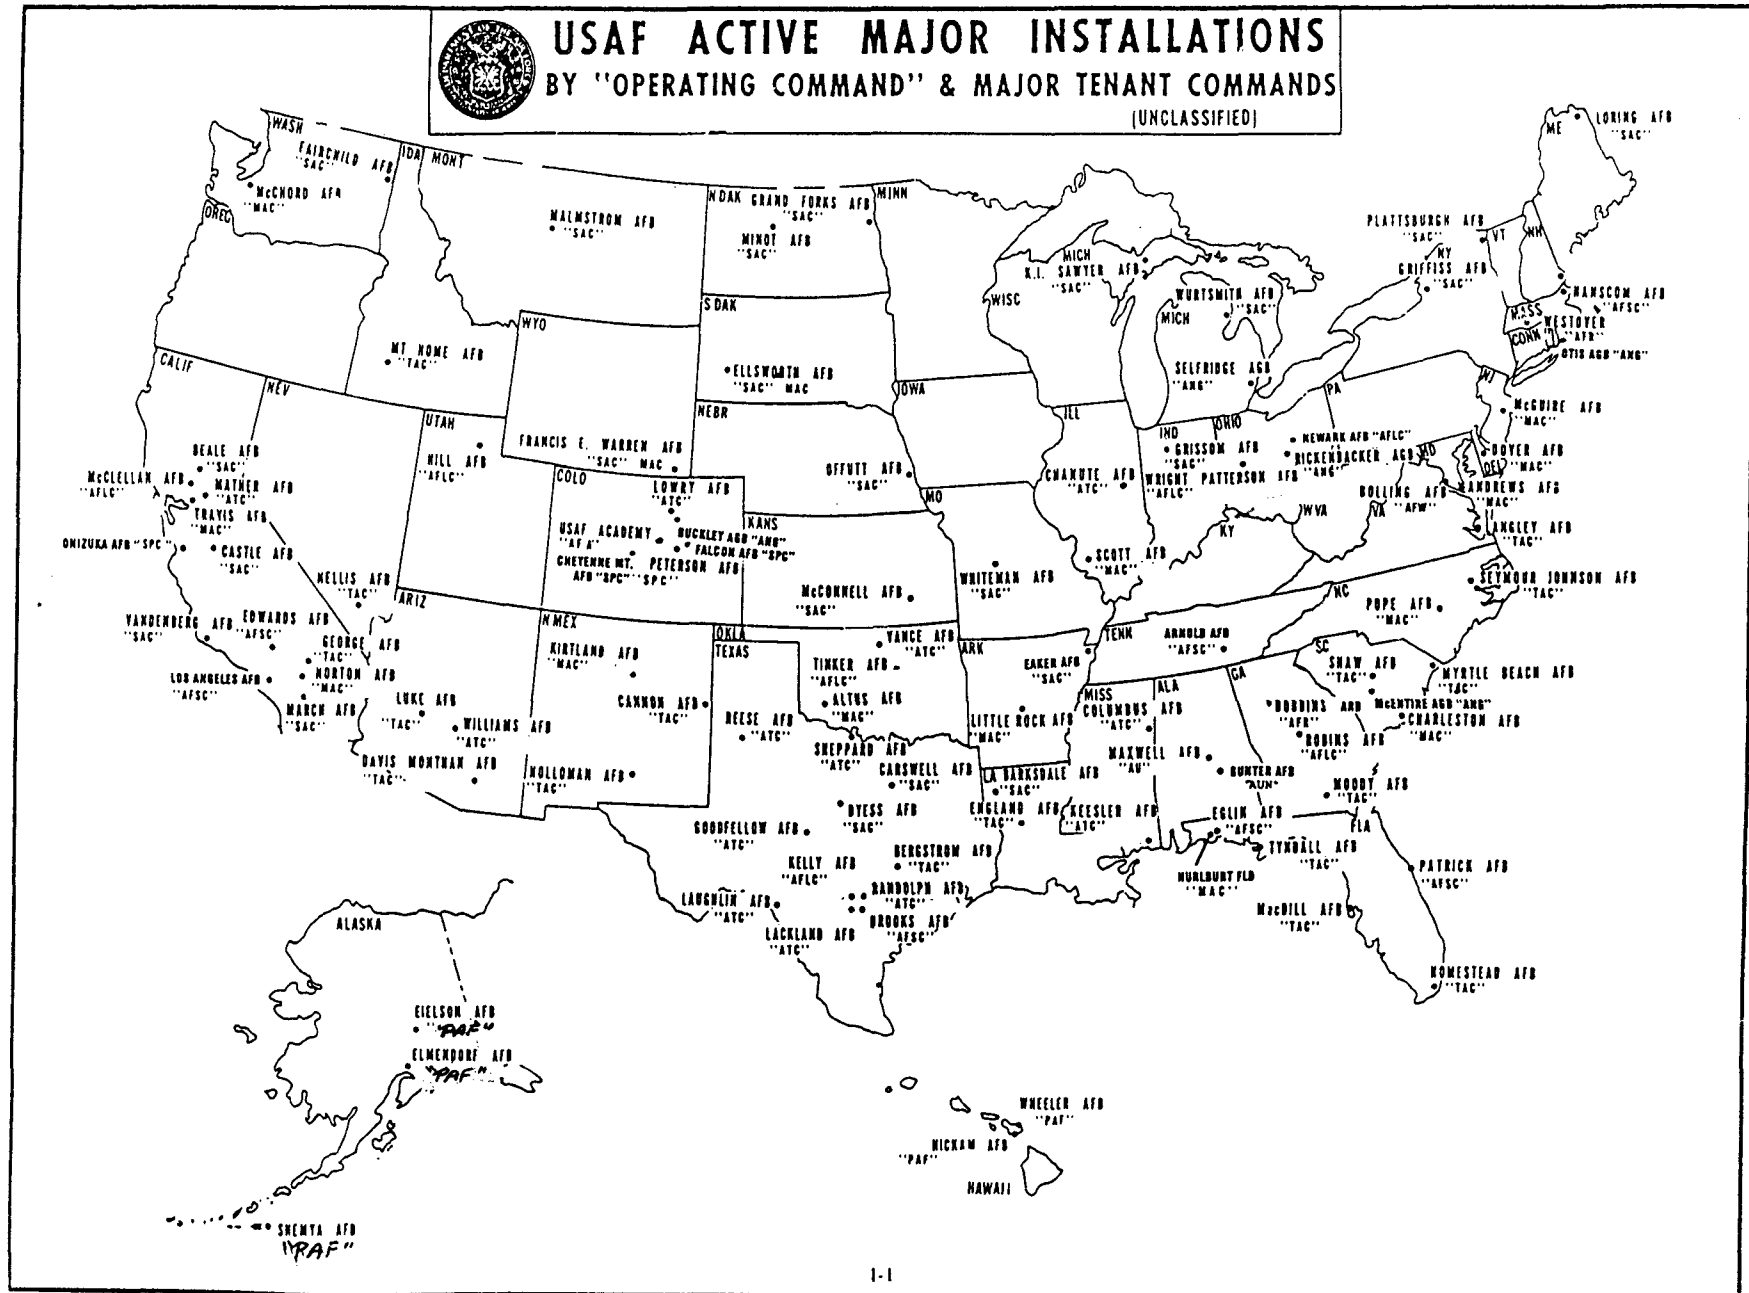 USAF ACTIVE MAJOR INSTALLATIONS
BY "OPERATING COMMAND" & MAJOR TENANT COMMANDS
(UNCLASSIFIED)
WASH
FAIRCHILD AFB
"SAC"
McCHORD AFB
"MAC"
OREG
IDA
MONT
MALMSTROM AFB
"SAC"
N DAK
GRAND FORKS AFB
"SAC"
MINOT AFB
"SAC"
MINN
S DAK
ELLSWORTH AFB
"SAC" MAC
WYO
MT HOME AFB
"TAC"
FRANCIS E. WARREN AFB
"SAC" MAC
NEBR
OFFUTT AFB
"SAC"
IOWA
WISC
MICH
K.I. SAWYER AFB
"SAC"
WURTSMITH AFB
"SAC"
MICH
SELFRIDGE AGB
"ANG"
ME
LORING AFB
"SAC"
PLATTSBURGH AFB
"SAC"
VT
NH
NY
GRIFFISS AFB
"SAC"
HANSCOM AFB
"AFSC"
MASS
WESTOVER
"AFR"
CONN
OTIS AGB "ANG"
PA
NJ
McGUIRE AFB
"MAC"
DOVER AFB
"MAC"
DEL
MD
ANDREWS AFB
"MAC"
BOLLING AFB
"AFW"
VA
LANGLEY AFB
"TAC"
W VA
KY
OHIO
NEWARK AFB "AFLC"
RICKENBACKER AGB
"ANG"
WRIGHT PATTERSON AFB
"AFLC"
IND
GRISSOM AFB
"SAC"
ILL
CHANUTE AFB
"ATC"
SCOTT AFB
"MAC"
MO
WHITEMAN AFB
"SAC"
CALIF
NEV
UTAH
HILL AFB
"AFLC"
BEALE AFB
"SAC"
McCLELLAN AFB
"AFLC"
MATHER AFB
"ATC"
TRAVIS AFB
"MAC"
ONIZUKA AFB "SPC"
CASTLE AFB
"SAC"
NELLIS AFB
"TAC"
VANDENBERG AFB
"SAC"
EDWARDS AFB
"AFSC"
GEORGE AFB
"TAC"
LOS ANGELES AFB
"AFSC"
NORTON AFB
"MAC"
MARCH AFB
"SAC"
COLO
LOWRY AFB
"ATC"
USAF ACADEMY
"AFA"
BUCKLEY AGB "ANG"
FALCON AFB "SPC"
CHEYENNE MT.
AFB "SPC"
PETERSON AFB
"SPC"
KANS
McCONNELL AFB
"SAC"
ARIZ
LUKE AFB
"TAC"
WILLIAMS AFB
"ATC"
DAVIS MONTHAN AFB
"TAC"
N MEX
KIRTLAND AFB
"MAC"
CANNON AFB
"TAC"
HOLLOMAN AFB
"TAC"
OKLA
VANCE AFB
"ATC"
TINKER AFB
"AFLC"
ALTUS AFB
"MAC"
TEXAS
REESE AFB
"ATC"
SHEPPARD AFB
"ATC"
CARSWELL AFB
"SAC"
DYESS AFB
"SAC"
GOODFELLOW AFB
"ATC"
BERGSTROM AFB
"TAC"
KELLY AFB
"AFLC"
RANDOLPH AFB
"ATC"
LAUGHLIN AFB
"ATC"
BROOKS AFB
"AFSC"
LACKLAND AFB
"ATC"
ARK
EAKER AFB
"SAC"
LITTLE ROCK AFB
"MAC"
LA
BARKSDALE AFB
"SAC"
ENGLAND AFB
"TAC"
TENN
ARNOLD AFB
"AFSC"
MISS
COLUMBUS AFB
"ATC"
KEESLER AFB
"ATC"
ALA
MAXWELL AFB
"AU"
GUNTER AFB
"AUN"
NC
SEYMOUR JOHNSON AFB
"TAC"
POPE AFB
"MAC"
SC
SHAW AFB
"TAC"
MYRTLE BEACH AFB
"TAC"
McENTIRE AGB "ANG"
CHARLESTON AFB
"MAC"
GA
DOBBINS ARB
"AFR"
ROBINS AFB
"AFLC"
MOODY AFB
"TAC"
FLA
EGLIN AFB
"AFSC"
TYNDALL AFB
"TAC"
HURLBURT FLD
"MAC"
PATRICK AFB
"AFSC"
MacDILL AFB
"TAC"
HOMESTEAD AFB
"TAC"
ALASKA
EIELSON AFB
"PAF"
ELMENDORF AFB
"PAF"
SHEMYA AFB
"PAF"
WHEELER AFB
"PAF"
HICKAM AFB
"PAF"
HAWAII
1-1